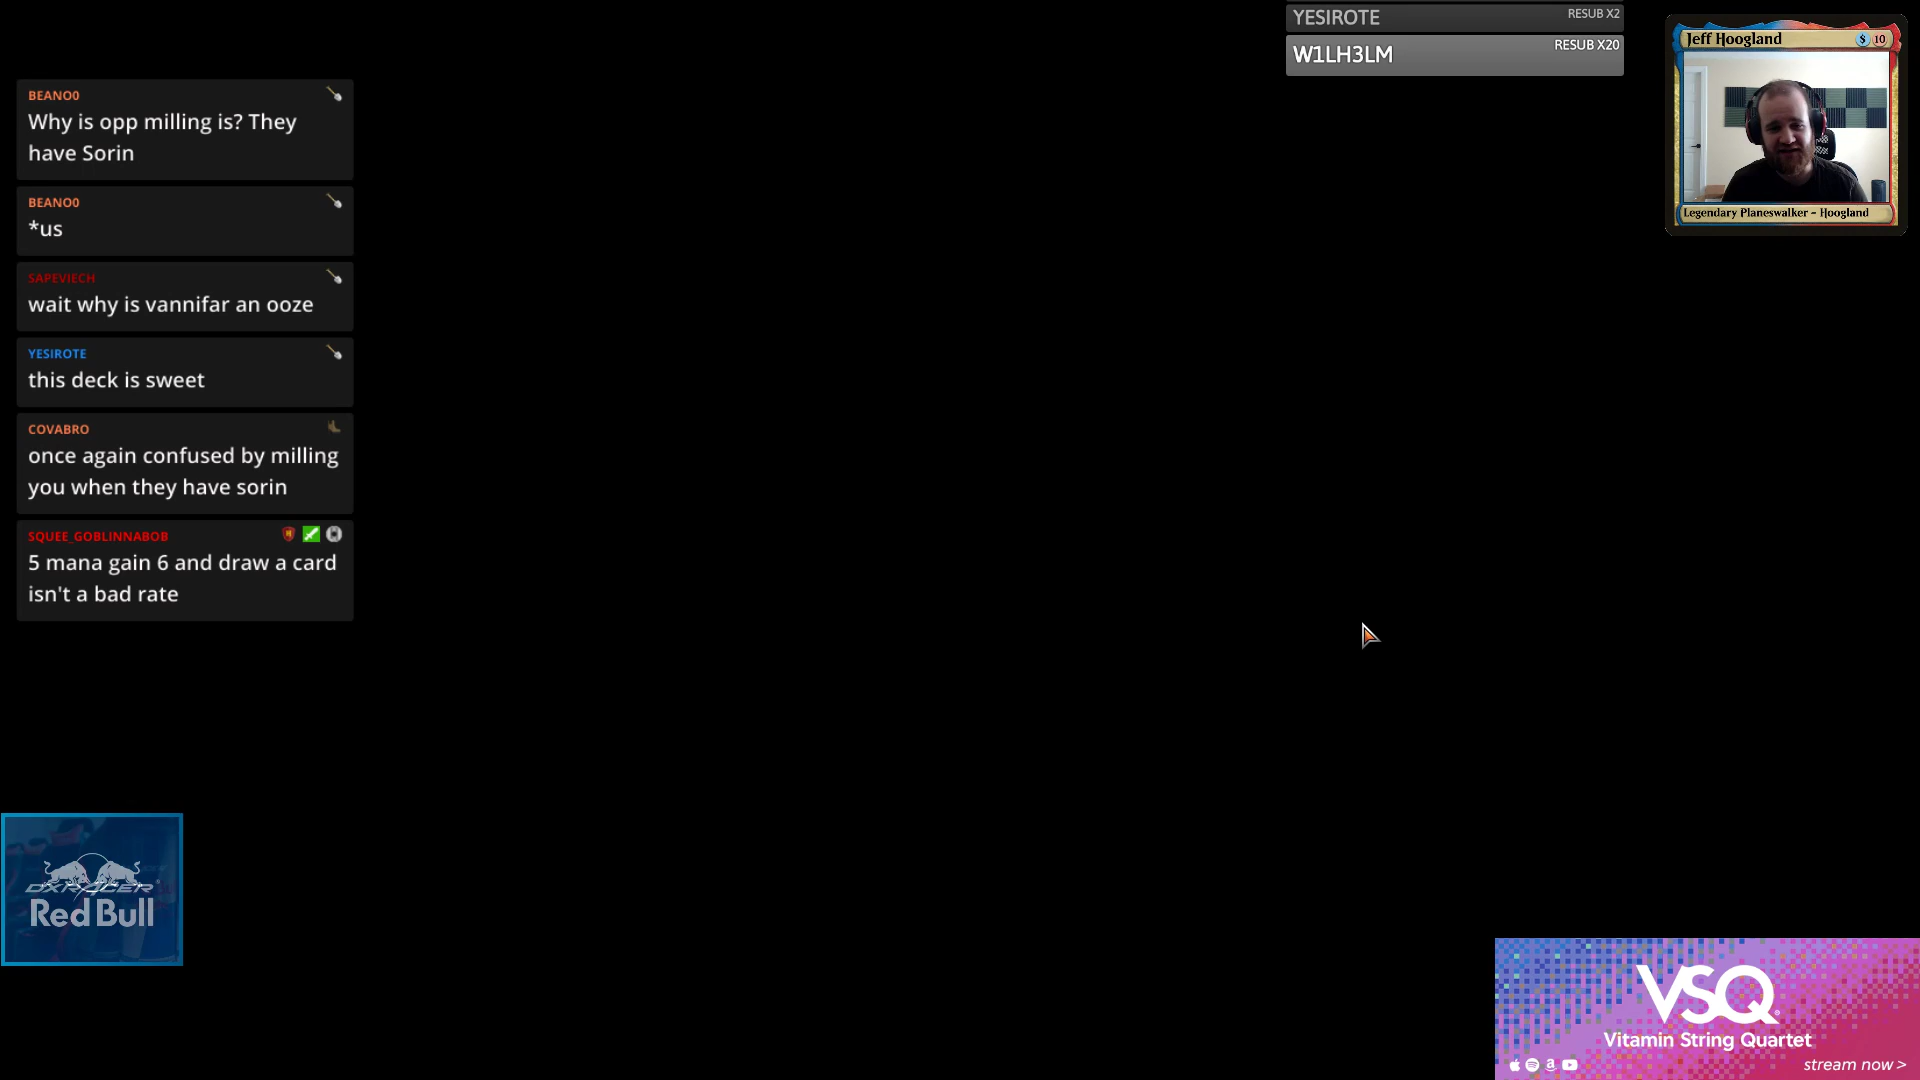 YESIROTE RESUB X2
W1LH3LM RESUB X20
Jeff Hoogland $ 10
Legendary Planeswalker – Hoogland
BEANO0
Why is opp milling is? They
have Sorin
BEANO0
*us
SAPEVIECH
wait why is vannifar an ooze
YESIROTE
this deck is sweet
COVABRO
once again confused by milling
you when they have sorin
SQUEE_GOBLINNABOB
5 mana gain 6 and draw a card
isn't a bad rate
DXRACER
Red Bull
VSQ
Vitamin String Quartet
stream now >